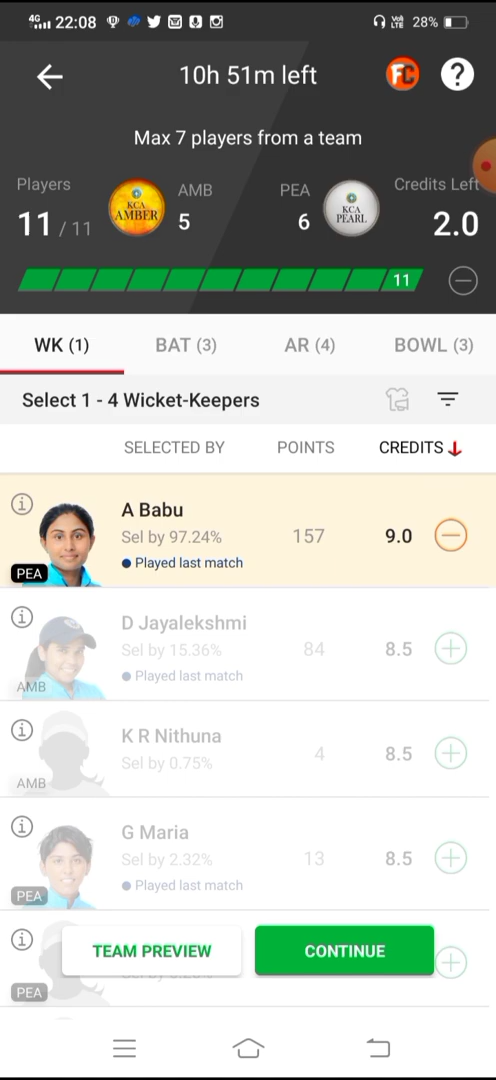 4G 22:08 VoI LTE 28%
10h 51m left FC ?
Max 7 players from a team
Players AMB PEA Credits Left
KCA AMBER
KCA PEARL
11 / 11 5 6 2.0
11
WK (1) BAT (3) AR (4) BOWL (3)
Select 1 - 4 Wicket-Keepers
SELECTED BY POINTS CREDITS
A Babu
Sel by 97.24% 157 9.0
Played last match
PEA
D Jayalekshmi
Sel by 15.36% 84 8.5
Played last match
AMB
K R Nithuna
Sel by 0.75% 4 8.5
AMB
G Maria
Sel by 2.32% 13 8.5
Played last match
PEA
TEAM PREVIEW CONTINUE
PEA